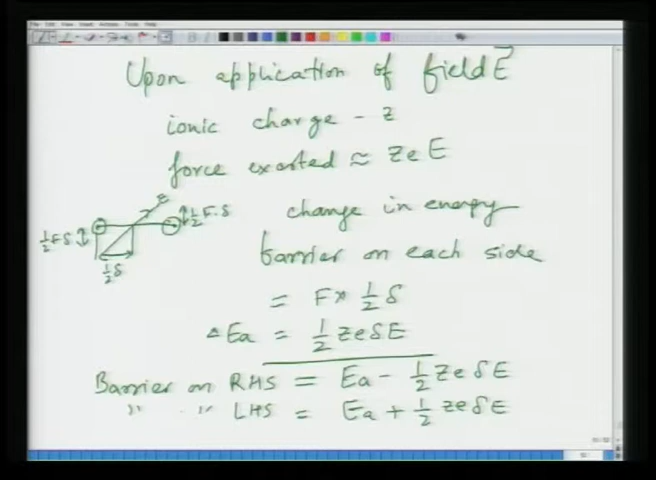 Upon application of field E⃗
ionic charge - z
force exerted ≈ ZeE
E
½F.δ
½Fδ
½δ
change in energy
barrier on each side
= F × ½ δ
ΔEa = ½ zeδE
Barrier on RHS = Ea - ½ ZeδE
" " LHS = Ea + ½ zeδE